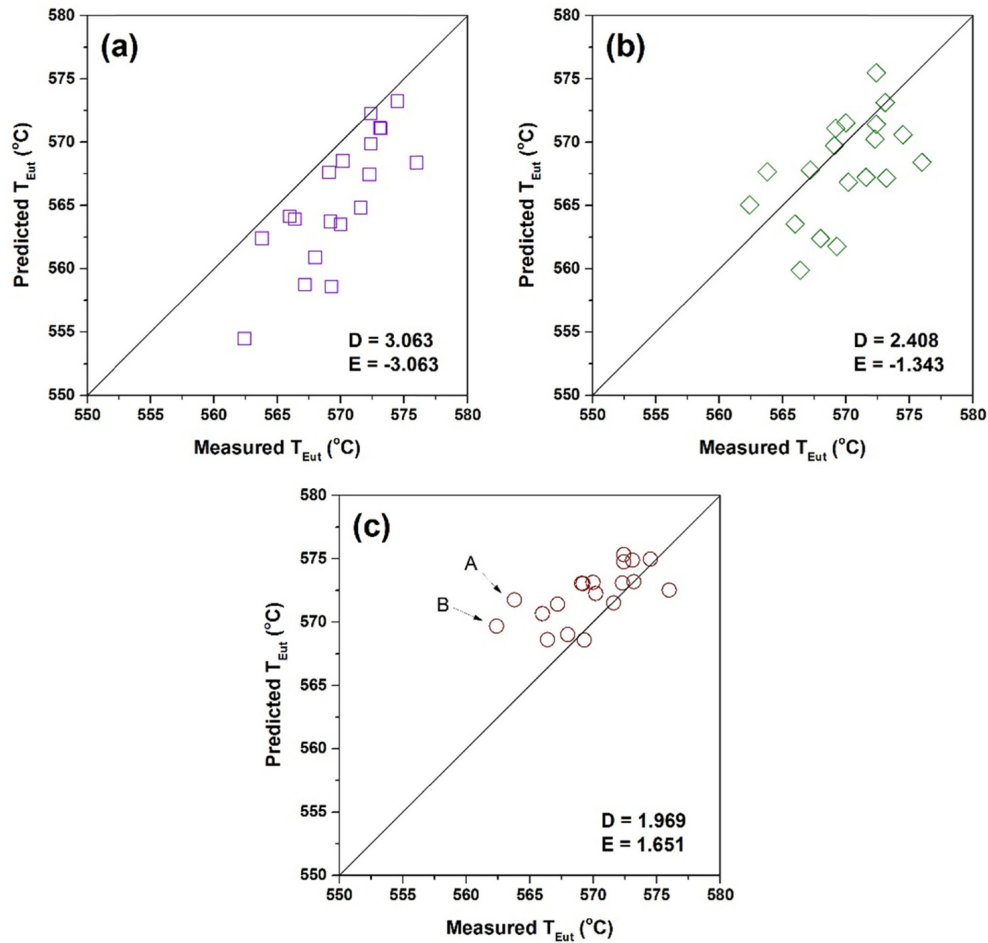 (a)
580
575
570
565
560
555
550
550 555 560 565 570 575 580
Predicted T_Eut (°C)
Measured T_Eut (°C)
D = 3.063
E = -3.063
(b)
580
575
570
565
560
555
550
550 555 560 565 570 575 580
Predicted T_Eut (°C)
Measured T_Eut (°C)
D = 2.408
E = -1.343
(c)
580
575
570
565
560
555
550
550 555 560 565 570 575 580
Predicted T_Eut (°C)
Measured T_Eut (°C)
A
B
D = 1.969
E = 1.651